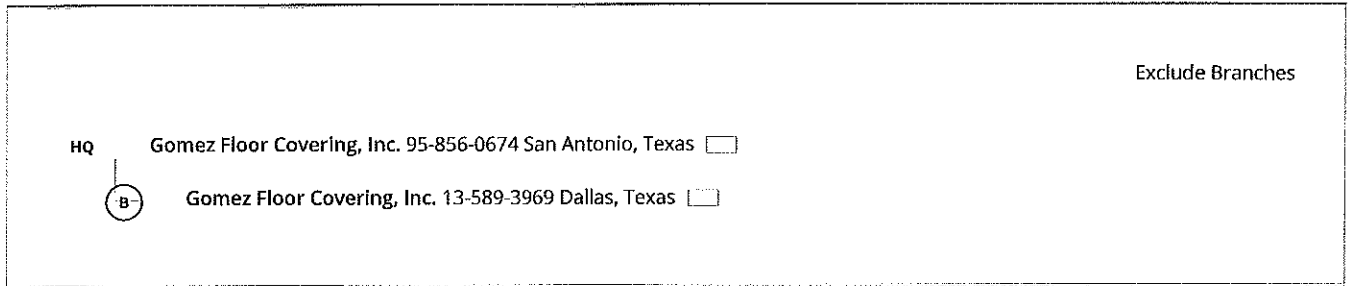 Exclude Branches
HQ Gomez Floor Covering, Inc. 95-856-0674 San Antonio, Texas
B Gomez Floor Covering, Inc. 13-589-3969 Dallas, Texas